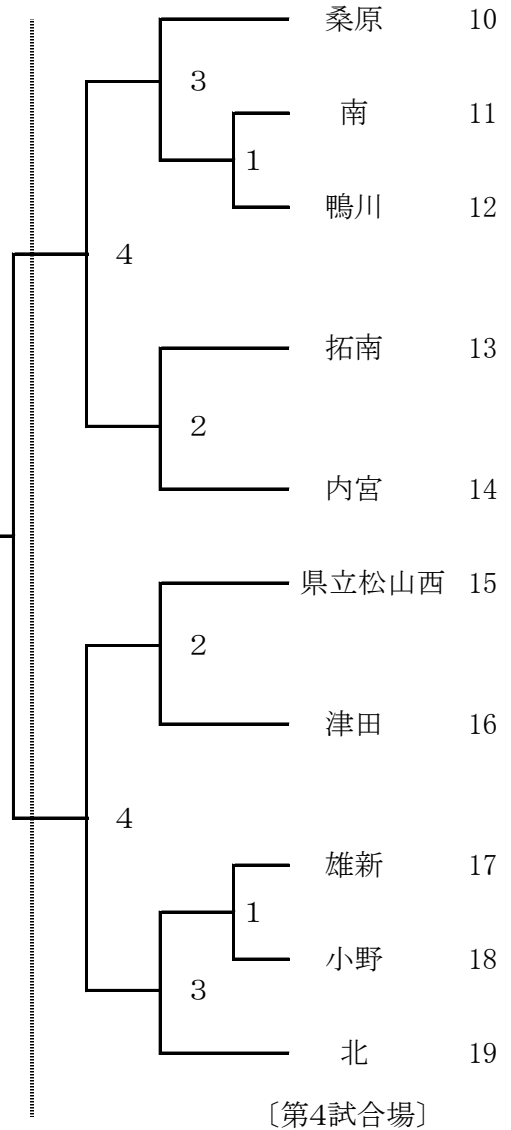 桑原 10
3
南 11
1
鴨川 12
4
拓南 13
2
内宮 14
県立松山西 15
2
津田 16
4
雄新 17
1
小野 18
3
北 19
〔第4試合場〕